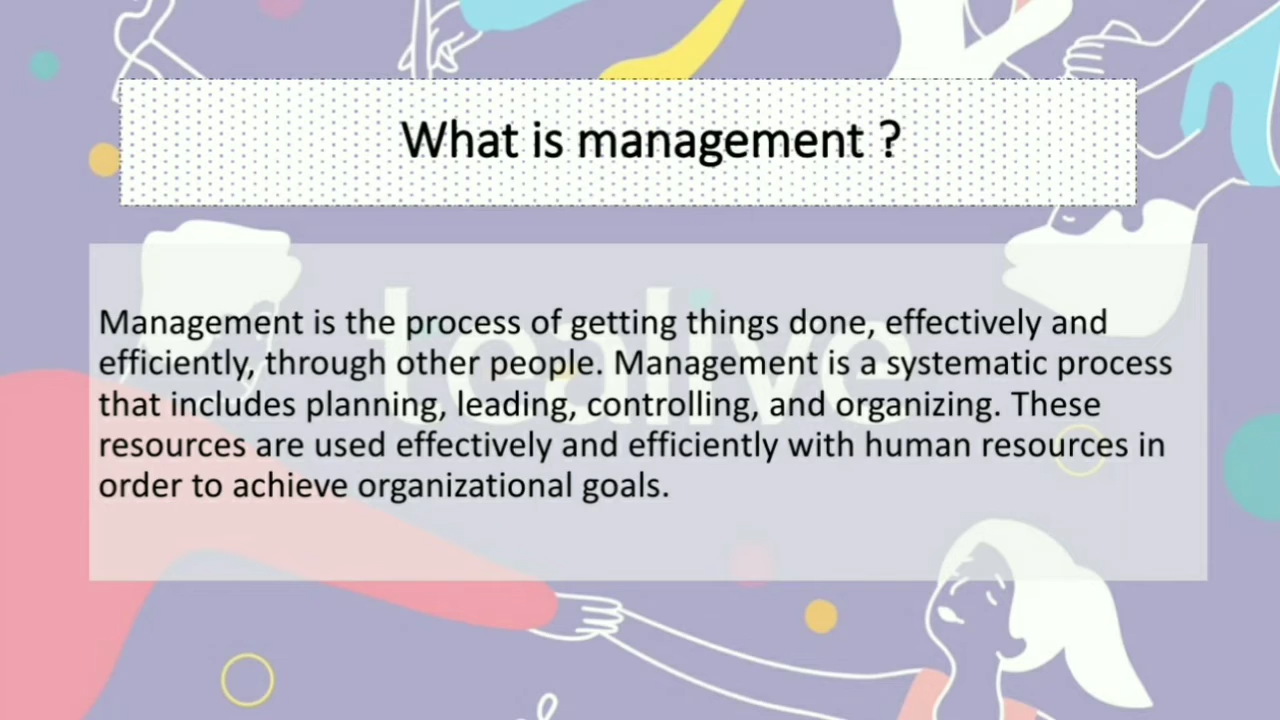 What is management ?
tealive
Management is the process of getting things done, effectively and
efficiently, through other people. Management is a systematic process
that includes planning, leading, controlling, and organizing. These
resources are used effectively and efficiently with human resources in
order to achieve organizational goals.